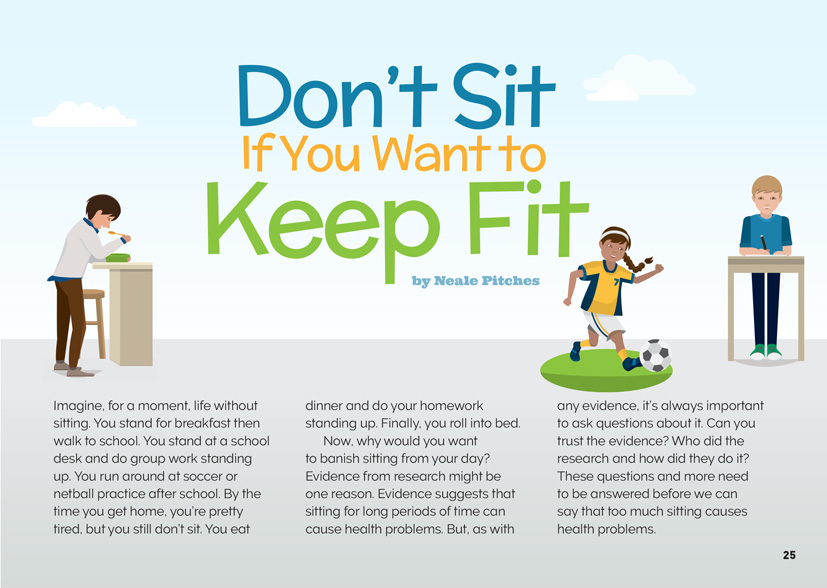 Don't Sit
If You Want to
Keep Fit
by Neale Pitches
7
Imagine, for a moment, life without
sitting. You stand for breakfast then
walk to school. You stand at a school
desk and do group work standing
up. You run around at soccer or
netball practice after school. By the
time you get home, you're pretty
tired, but you still don't sit. You eat
dinner and do your homework
standing up. Finally, you roll into bed.
Now, why would you want
to banish sitting from your day?
Evidence from research might be
one reason. Evidence suggests that
sitting for long periods of time can
cause health problems. But, as with
any evidence, it's always important
to ask questions about it. Can you
trust the evidence? Who did the
research and how did they do it?
These questions and more need
to be answered before we can
say that too much sitting causes
health problems.
25